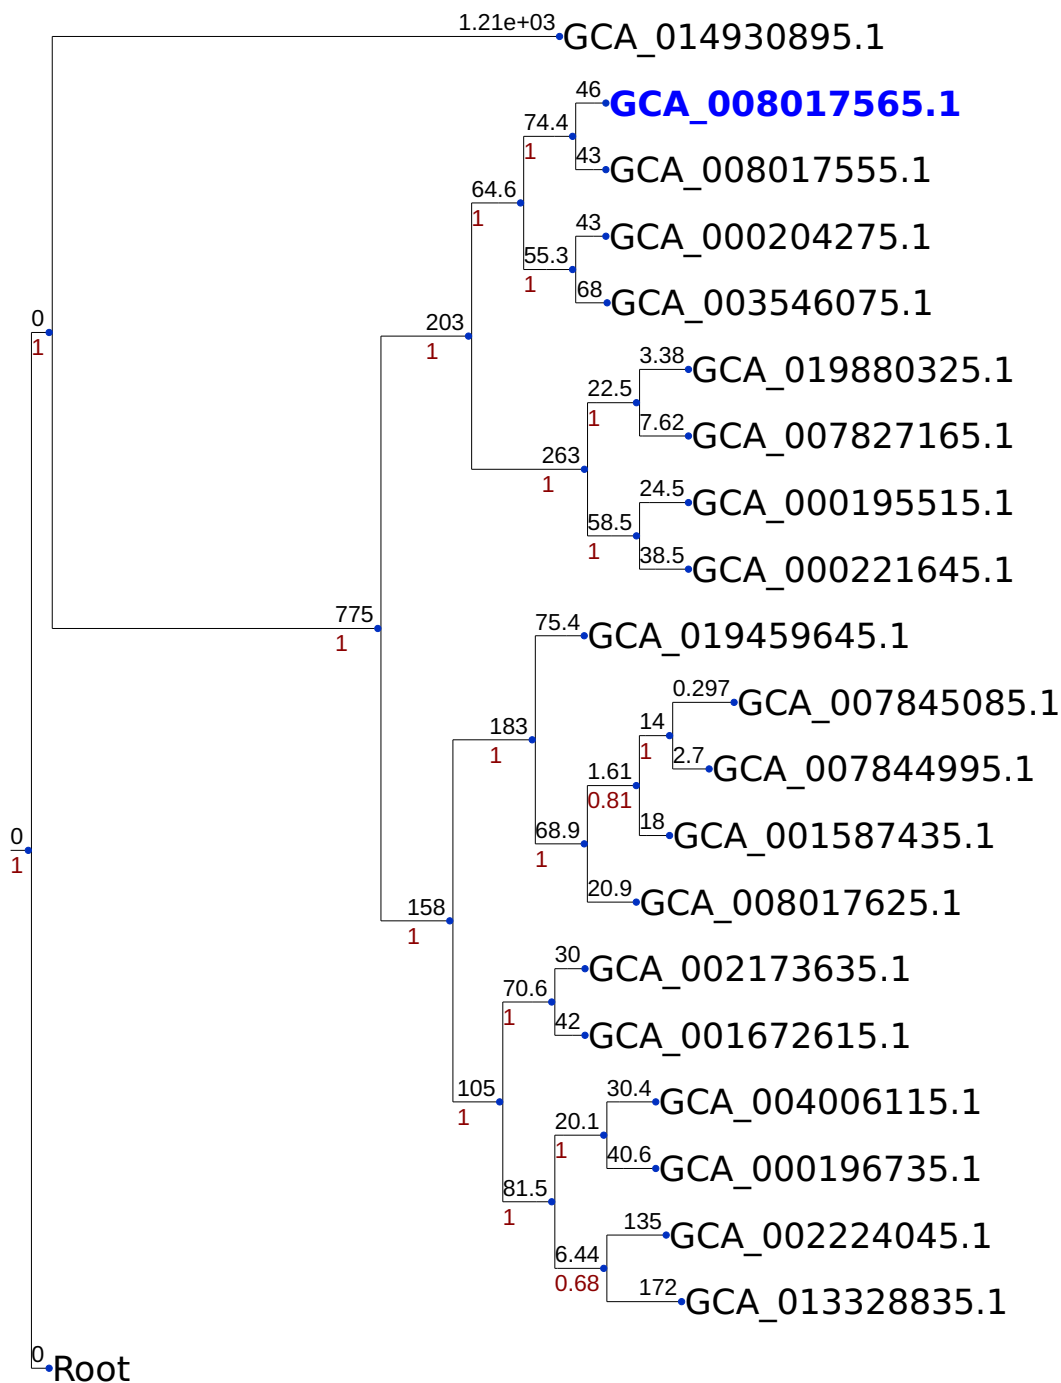 1.21e+03
GCA_014930895.1
46
GCA_008017565.1
74.4
1
43
GCA_008017555.1
64.6
1
43
GCA_000204275.1
55.3
1
68
GCA_003546075.1
0
1
203
1
3.38
GCA_019880325.1
22.5
1
7.62
GCA_007827165.1
263
1
24.5
GCA_000195515.1
58.5
1
38.5
GCA_000221645.1
775
1
75.4
GCA_019459645.1
0.297
GCA_007845085.1
183
1
14
1
2.7
GCA_007844995.1
1.61
0.81
18
GCA_001587435.1
68.9
1
0
1
20.9
GCA_008017625.1
158
1
30
GCA_002173635.1
70.6
1
42
GCA_001672615.1
105
1
30.4
GCA_004006115.1
20.1
1
40.6
GCA_000196735.1
81.5
1
135
GCA_002224045.1
6.44
0.68
172
GCA_013328835.1
0
Root